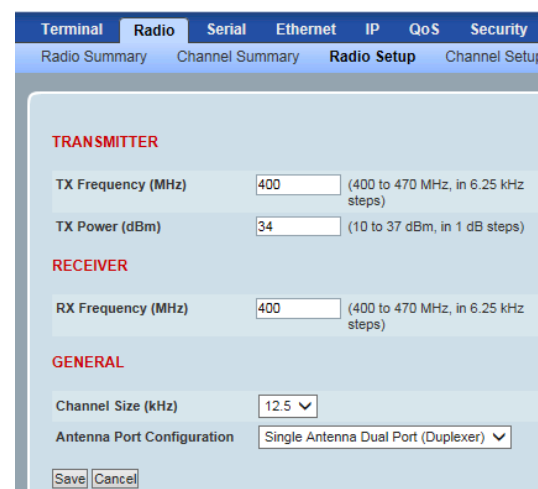 Terminal Radio Serial Ethernet IP QoS Security
Radio Summary Channel Summary Radio Setup Channel Setup
TRANSMITTER
TX Frequency (MHz) 400 (400 to 470 MHz, in 6.25 kHz
steps)
TX Power (dBm) 34 (10 to 37 dBm, in 1 dB steps)
RECEIVER
RX Frequency (MHz) 400 (400 to 470 MHz, in 6.25 kHz
steps)
GENERAL
Channel Size (kHz) 12.5
Antenna Port Configuration Single Antenna Dual Port (Duplexer)
Save Cancel